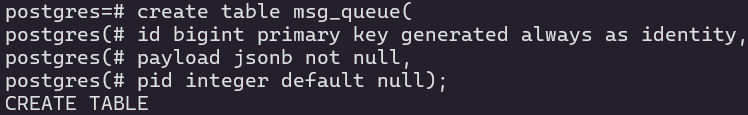 postgres=# create table msg_queue(
postgres(# id bigint primary key generated always as identity,
postgres(# payload jsonb not null,
postgres(# pid integer default null);
CREATE TABLE